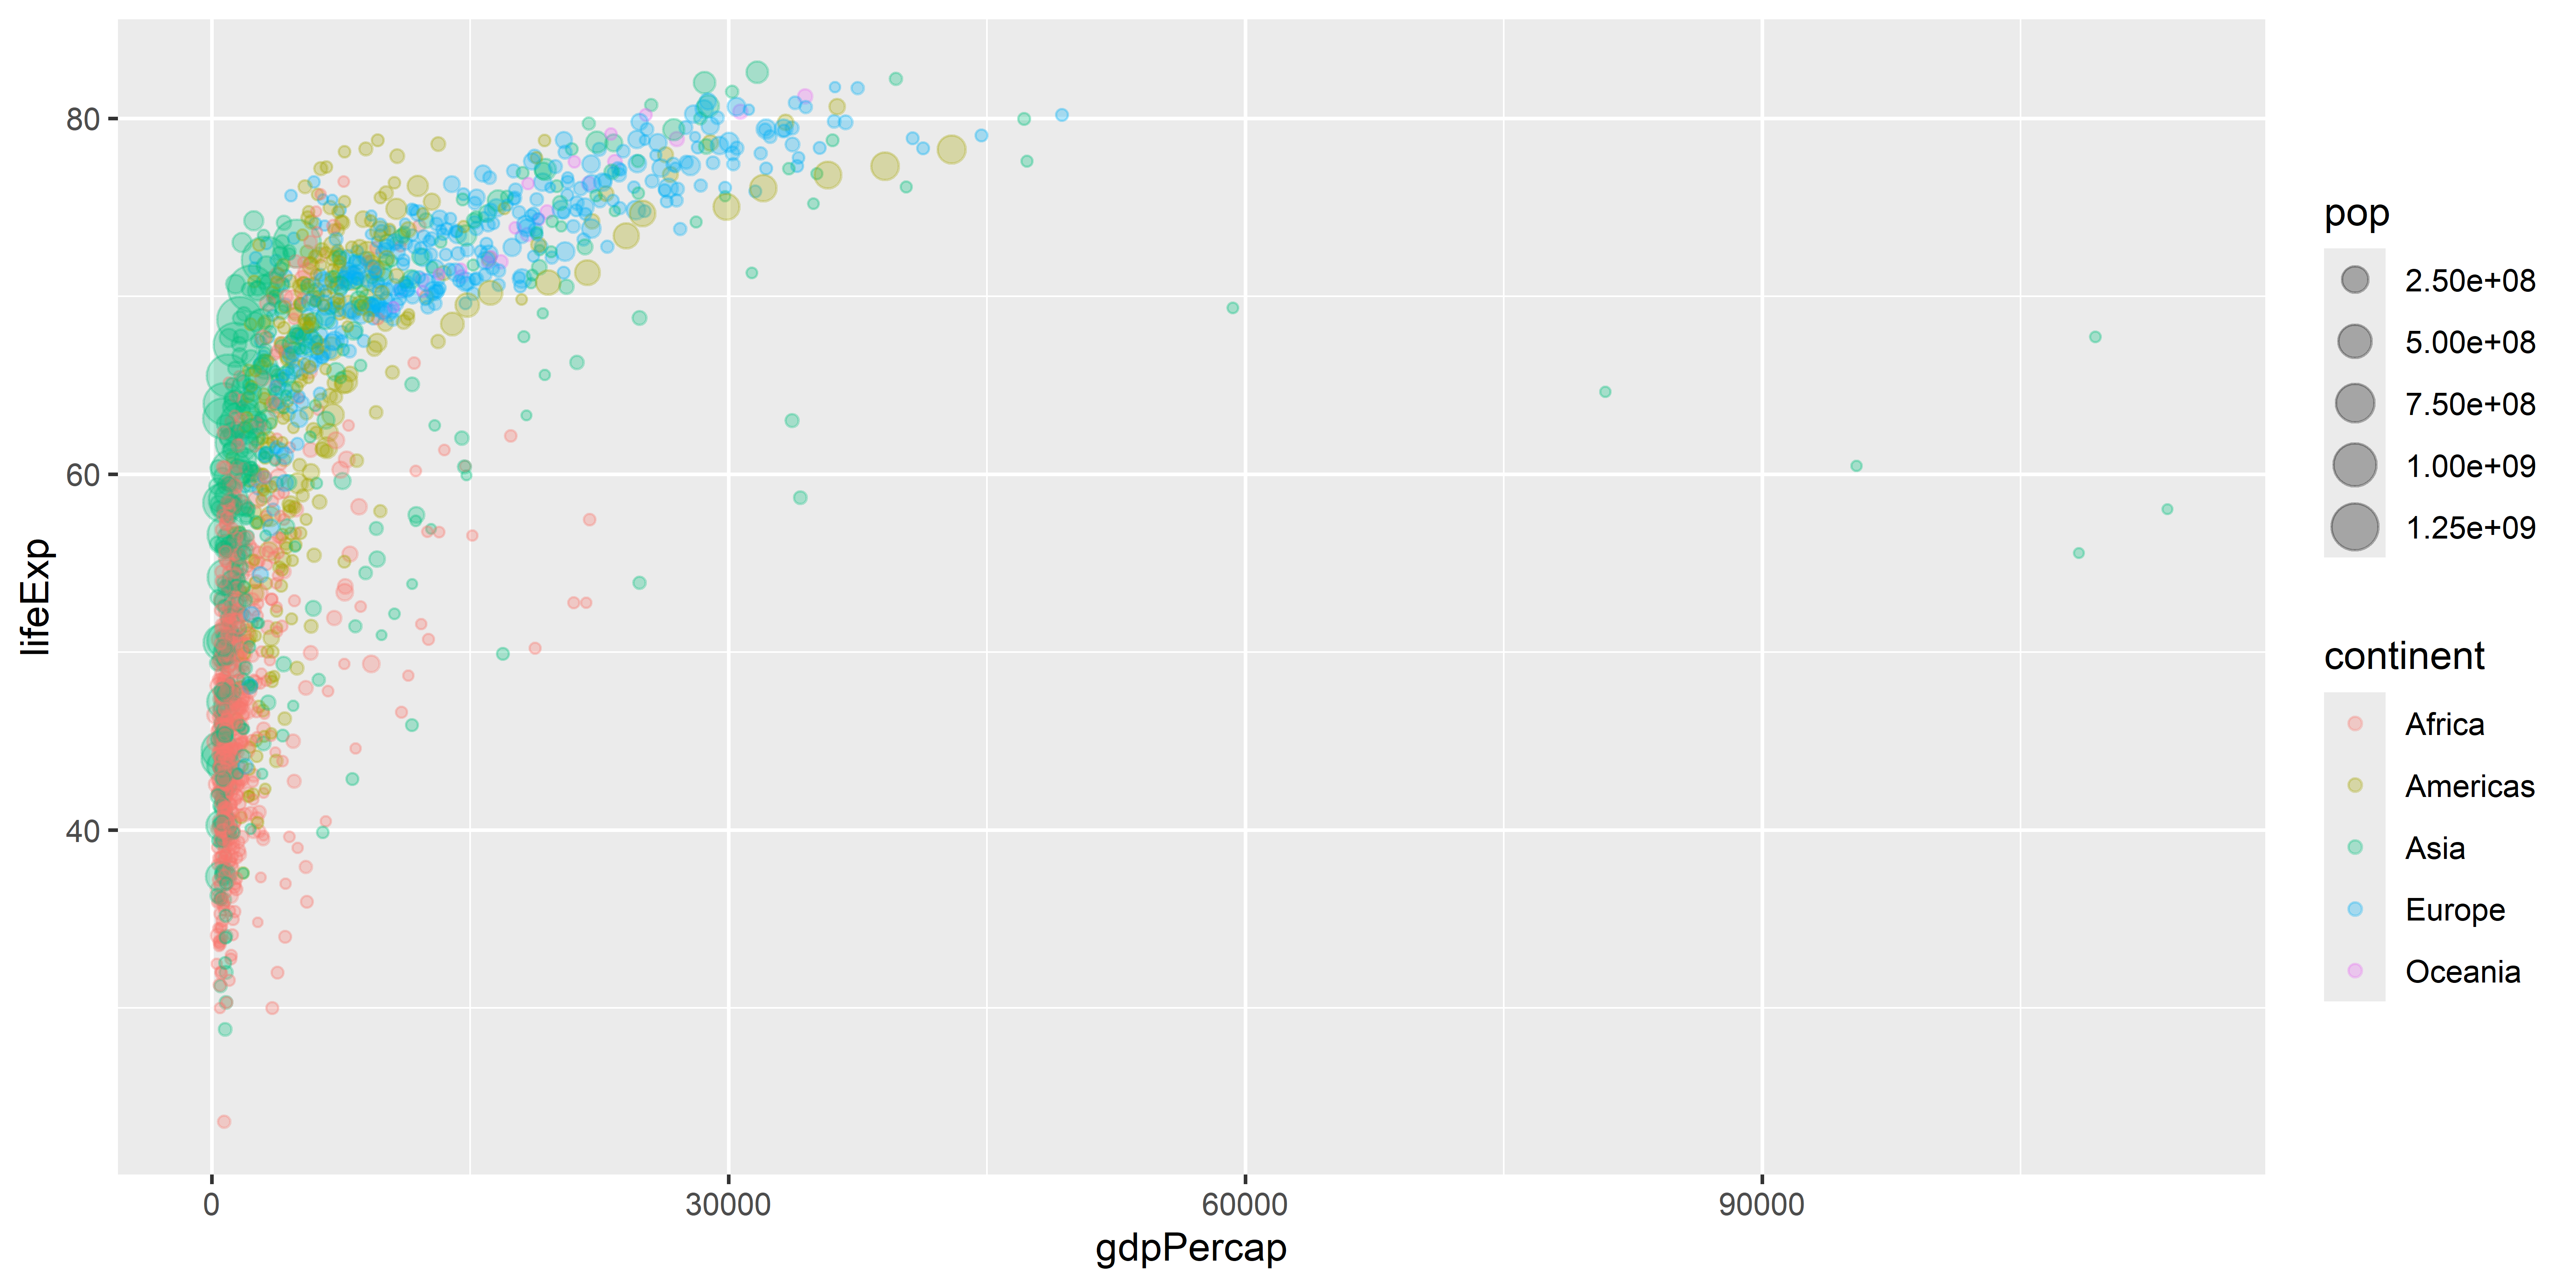 80
60
40
lifeExp
0
30000
60000
90000
gdpPercap
pop
2.50e+08
5.00e+08
7.50e+08
1.00e+09
1.25e+09
continent
Africa
Americas
Asia
Europe
Oceania